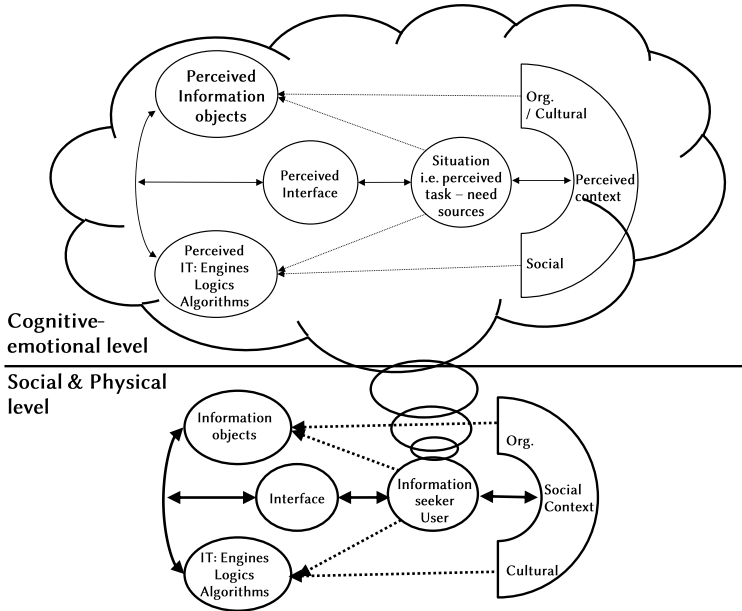 Perceived
Information
objects
Org.
/ Cultural
Perceived
Interface
Situation
i.e. perceived
task – need
sources
Perceived
context
Perceived
IT: Engines
Logics
Algorithms
Social
Cognitive-
emotional level
Social & Physical
level
Information
objects
Org.
Interface
Information
seeker
User
Social
Context
IT: Engines
Logics
Algorithms
Cultural